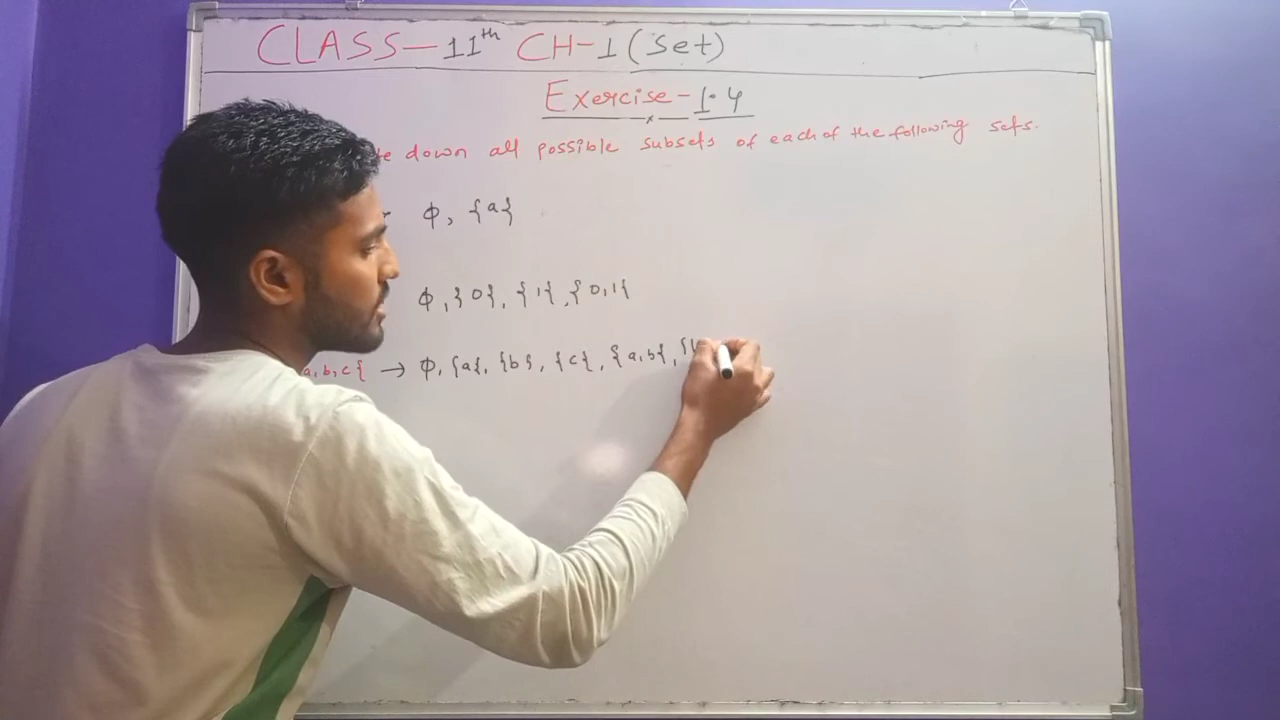 CLASS-11th CH-1 (Set)
Exercise-1.4
down all possible subsets of each of the following sets.
ϕ, {a}
ϕ, {0}, {1}, {0,1}
a,b,c} → ϕ, {a}, {b}, {c}, {a,b}, {